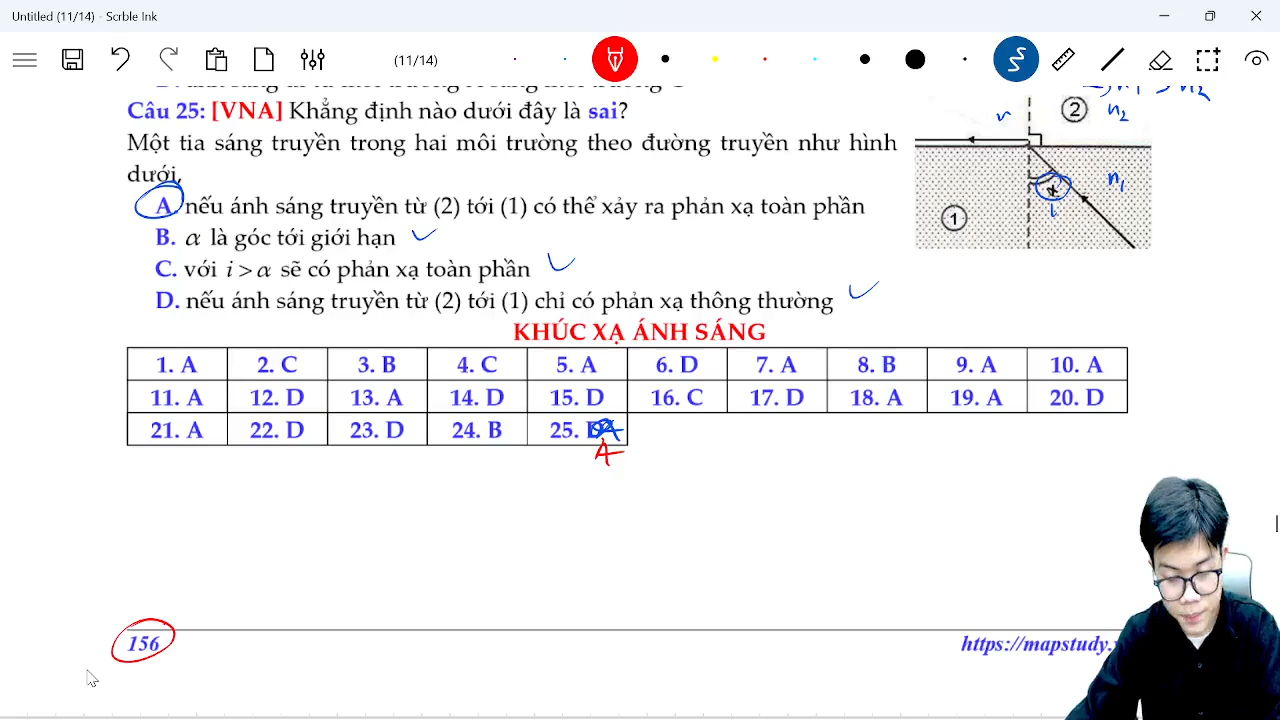 Untitled (11/14) - Scrble Ink
(11/14)
Câu 25: [VNA] Khẳng định nào dưới đây là sai?
Một tia sáng truyền trong hai môi trường theo đường truyền như hình
dưới,
A. nếu ánh sáng truyền từ (2) tới (1) có thể xảy ra phản xạ toàn phần
B. α là góc tới giới hạn
C. với i > α sẽ có phản xạ toàn phần
D. nếu ánh sáng truyền từ (2) tới (1) chỉ có phản xạ thông thường
r
2
n2
n1
i
1
KHÚC XẠ ÁNH SÁNG
1. A 2. C 3. B 4. C 5. A 6. D 7. A 8. B 9. A 10. A
11. A 12. D 13. A 14. D 15. D 16. C 17. D 18. A 19. A 20. D
21. A 22. D 23. D 24. B 25.
A
156
https://mapstudy.v